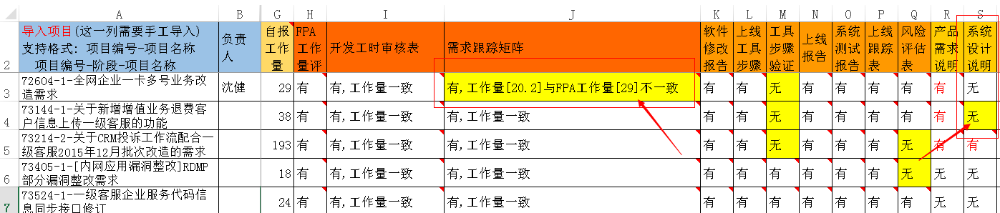 A B G H I J K L M N O P Q R S
2 导入项目(这一列需要手工导入) 支持格式: 项目编号-项目名称 项目编号-阶段-项目名称 负责人 自报工作量 FPA工作量评 开发工时审核表 需求跟踪矩阵 软件修改报告 上线工具步骤 工具步骤验证 上线报告 系统测试报告 上线跟踪表 风险评估表 产品需求说明 系统设计说明
3 72604-1-全网企业一卡多号业务改造需求 沈健 29 有 有,工作量一致 有,工作量[20.2]与FPA工作量[29]不一致 有 有 无 有 有 有 有 有 无
4 73144-1-关于新增增值业务退费客户信息上传一级客服的功能 38 有 有,工作量一致 有,工作量一致 有 有 无 有 有 有 有 有 无
5 73214-2-关于CRM投诉工作流配合一级客服2015年12月批次改造的需求 193 有 有,工作量一致 有,工作量一致 有 有 无 有 有 有 无 有 有
6 73405-1-[内网应用漏洞整改]RDMP部分漏洞整改需求 18 有 有,工作量一致 有,工作量一致 有 有 有 有 有 有 无 无 无
7 73524-1-一级客服企业服务代码信息同步接口修订 24 有 有,工作量一致 有,工作量一致 有 有 有 有 有 有 有 无 无